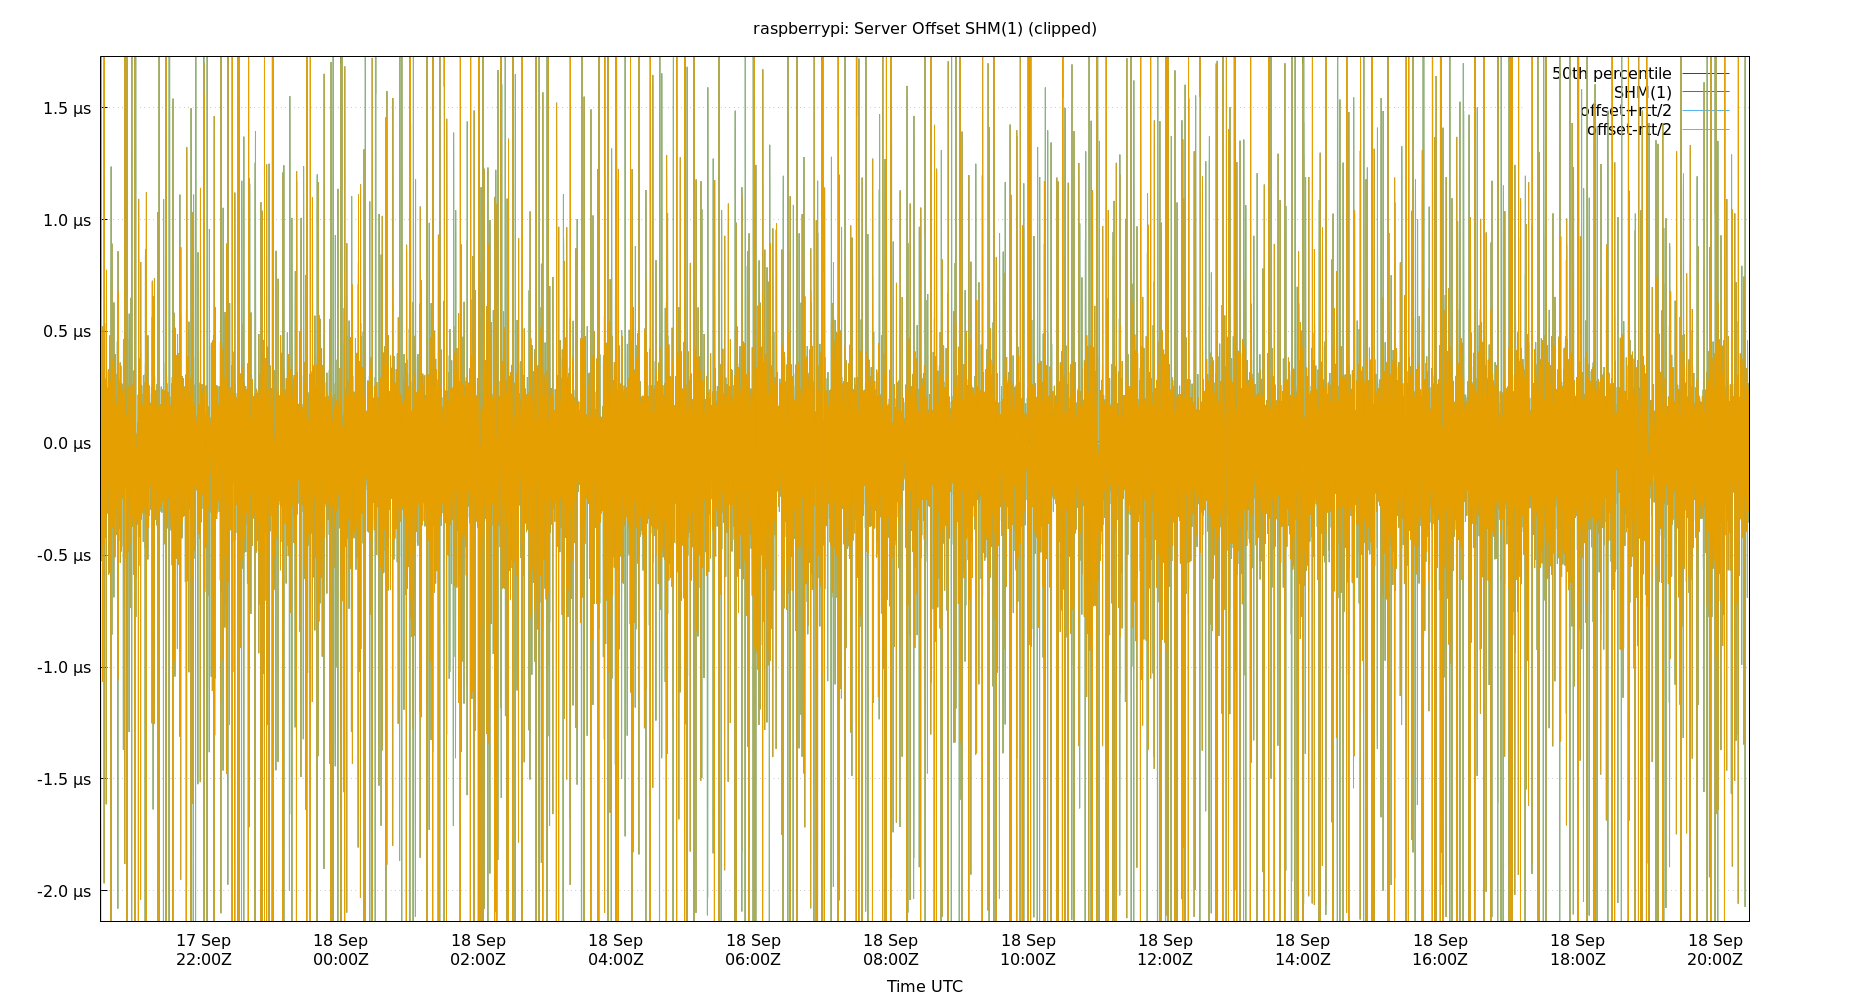 raspberrypi: Server Offset SHM(1) (clipped)
50th percentile
SHM(1)
offset+rtt/2
offset-rtt/2
1.5 µs
1.0 µs
0.5 µs
0.0 µs
-0.5 µs
-1.0 µs
-1.5 µs
-2.0 µs
17 Sep 18 Sep 18 Sep 18 Sep 18 Sep 18 Sep 18 Sep 18 Sep 18 Sep 18 Sep 18 Sep 18 Sep
22:00Z 00:00Z 02:00Z 04:00Z 06:00Z 08:00Z 10:00Z 12:00Z 14:00Z 16:00Z 18:00Z 20:00Z
Time UTC